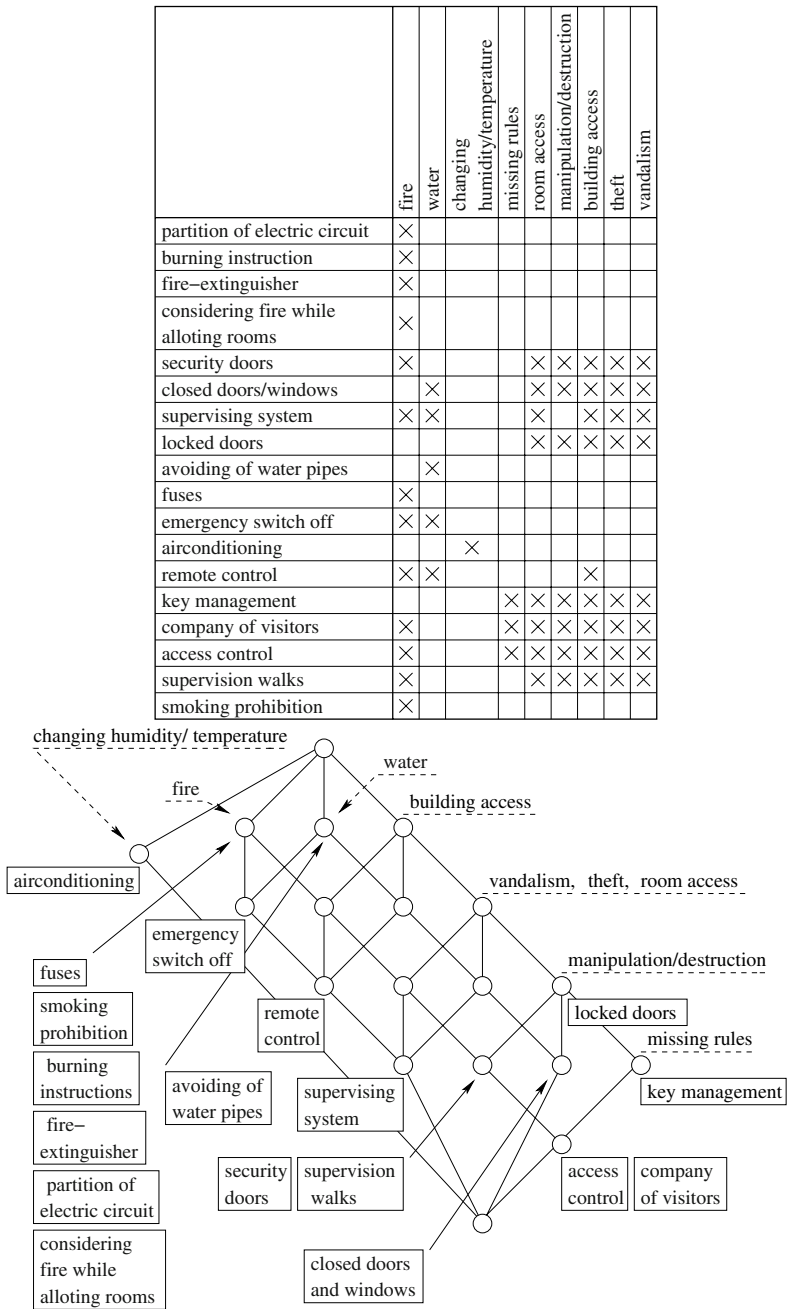 fire
water
changing
humidity/temperature
missing rules
room access
manipulation/destruction
building access
theft
vandalism
partition of electric circuit
burning instruction
fire−extinguisher
considering fire while
alloting rooms
security doors
closed doors/windows
supervising system
locked doors
avoiding of water pipes
fuses
emergency switch off
airconditioning
remote control
key management
company of visitors
access control
supervision walks
smoking prohibition
changing humidity/ temperature
water
fire
building access
airconditioning
vandalism, theft, room access
emergency
switch off
manipulation/destruction
fuses
smoking
prohibition
remote
control
locked doors
missing rules
burning
instructions
avoiding of
water pipes
supervising
system
key management
fire−
extinguisher
security
doors
supervision
walks
access
control
company
of visitors
partition of
electric circuit
considering
fire while
alloting rooms
closed doors
and windows